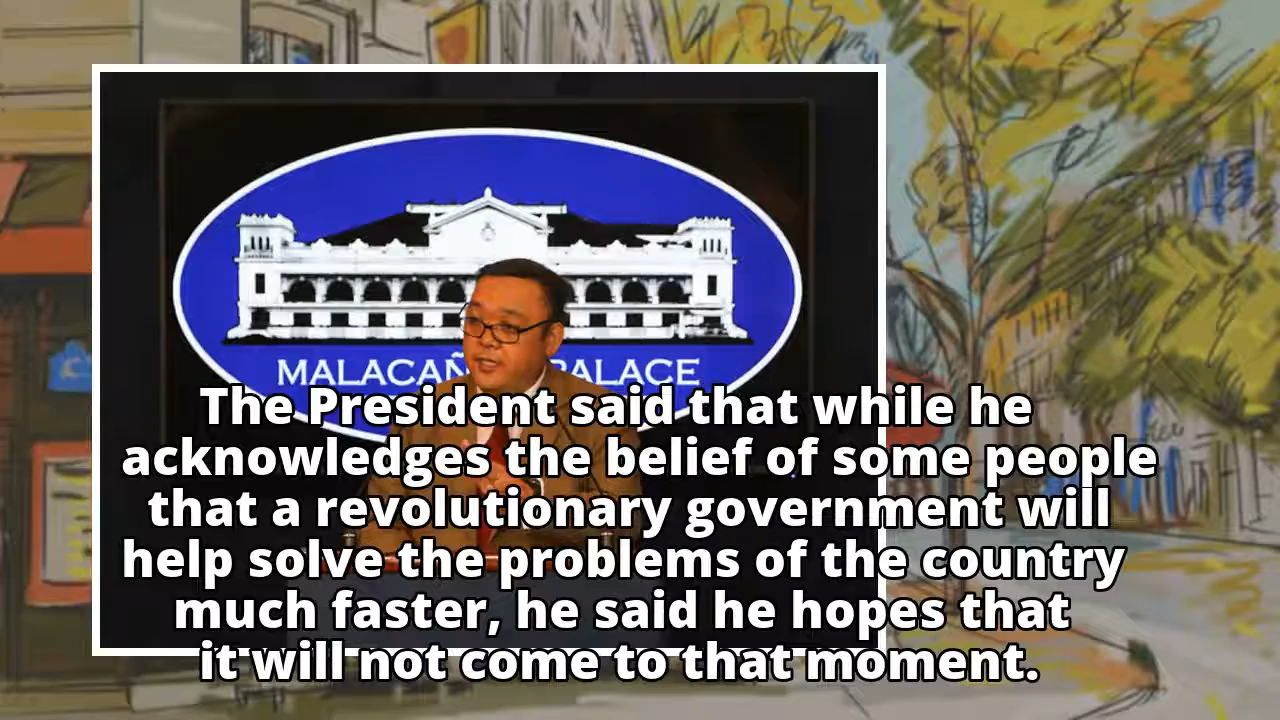 MALACAÑ PALACE
The President said that while he
acknowledges the belief of some people
that a revolutionary government will
help solve the problems of the country
much faster, he said he hopes that
it will not come to that moment.